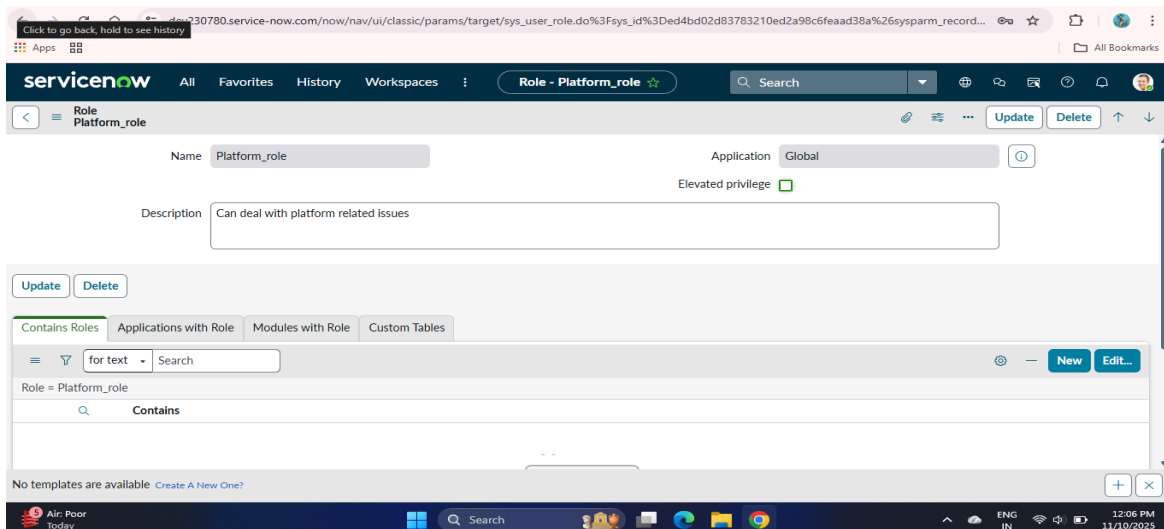 dev230780.service-now.com/now/nav/ui/classic/params/target/sys_user_role.do%3Fsys_id%3Ded4bd02d83783210ed2a98c6feaad38a%26sysparm_record...
Click to go back, hold to see history
Apps
All Bookmarks
servicenow All Favorites History Workspaces Role - Platform_role Search
Role
Platform_role
Update Delete
Name Platform_role Application Global
Elevated privilege
Description Can deal with platform related issues
Update Delete
Contains Roles Applications with Role Modules with Role Custom Tables
for text Search New Edit...
Role = Platform_role
Contains
No templates are available Create A New One?
5 Air: Poor
Today
Search
ENG
IN
12:06 PM
11/10/2025